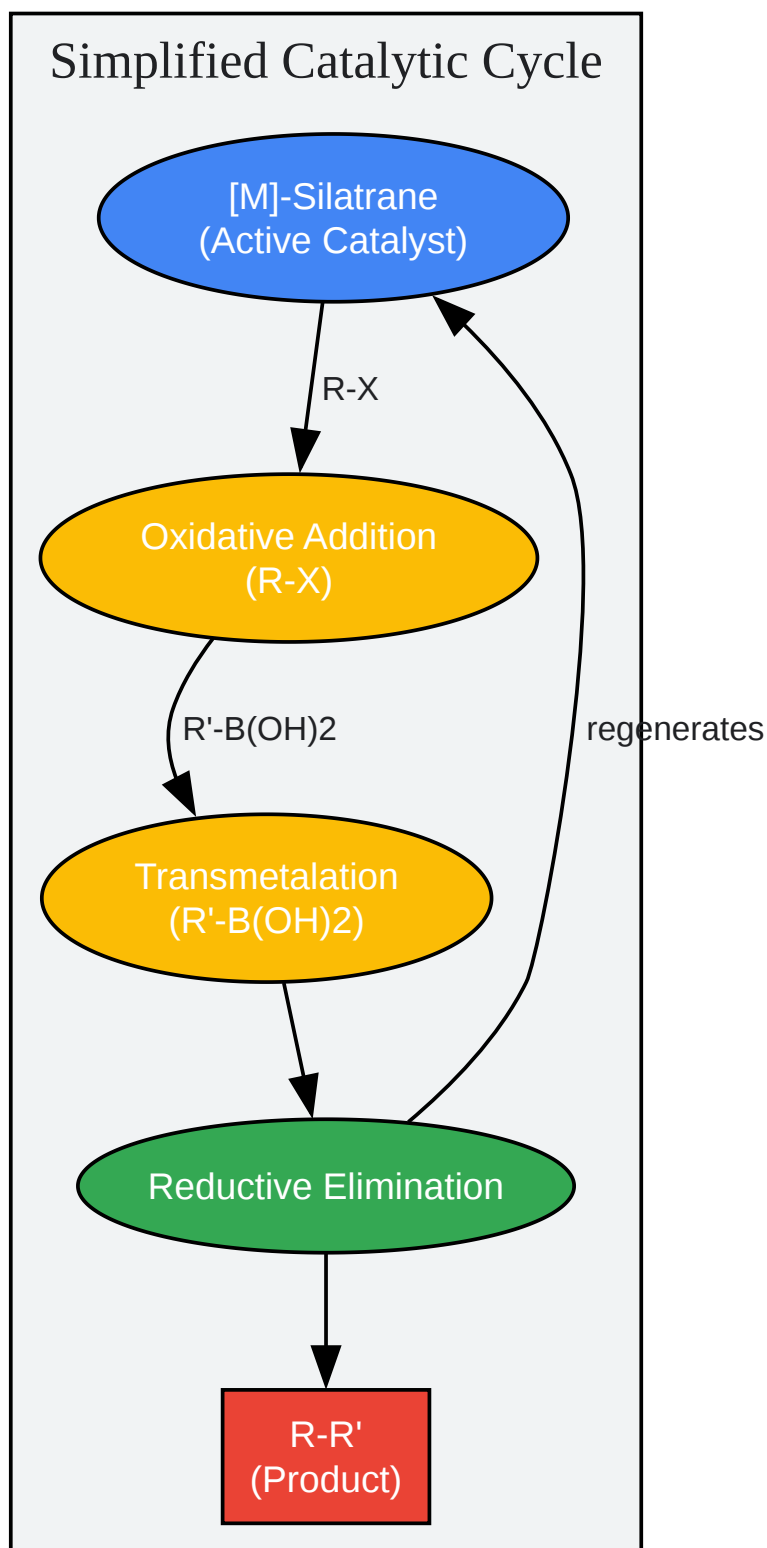 Simplified Catalytic Cycle
[M]-Silatrane
(Active Catalyst)
R-X
Oxidative Addition
(R-X)
R'-B(OH)2
regenerates
Transmetalation
(R'-B(OH)2)
Reductive Elimination
R-R'
(Product)